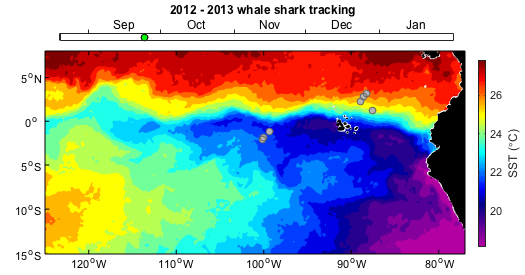 2012 - 2013 whale shark tracking
Sep Oct Nov Dec Jan
5°N
0°
5°S
10°S
15°S
120°W 110°W 100°W 90°W 80°W
26
24
22
20
SST (°C)